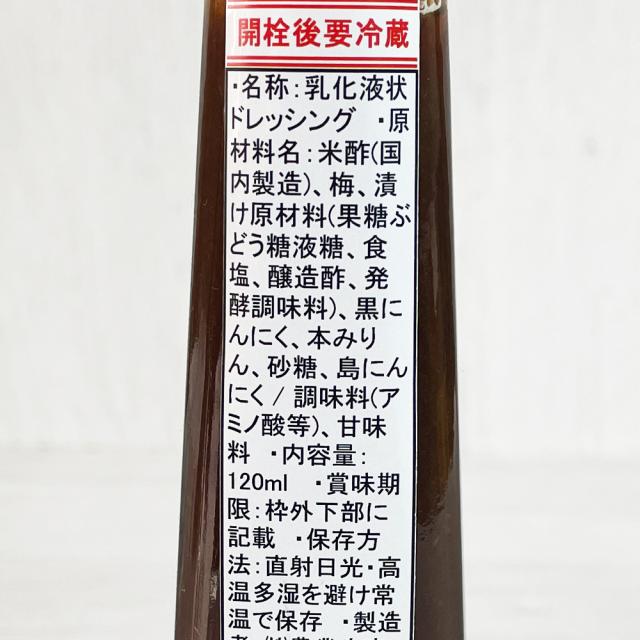 開栓後要冷蔵
・名称：乳化液状
ドレッシング ・原
材料名：米酢(国
内製造)、梅、漬
け原材料(果糖ぶ
どう糖液糖、食
塩、醸造酢、発
酵調味料)、黒に
んにく、本みり
ん、砂糖、島にん
にく / 調味料(ア
ミノ酸等)、甘味
料 ・内容量：
120ml ・賞味期
限：枠外下部に
記載 ・保存方
法：直射日光・高
温多湿を避け常
温で保存 ・製造